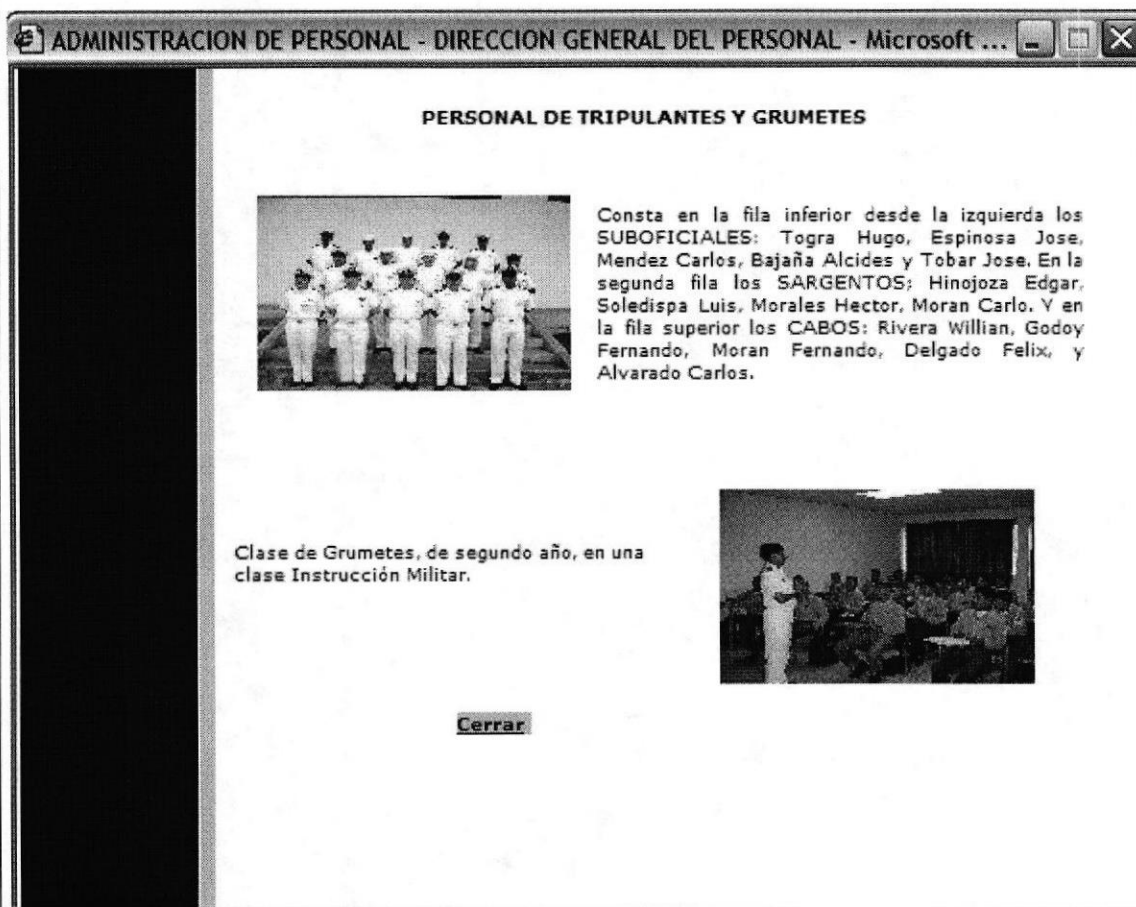 ADMINISTRACION DE PERSONAL - DIRECCION GENERAL DEL PERSONAL - Microsoft ...
PERSONAL DE TRIPULANTES Y GRUMETES
Consta en la fila inferior desde la izquierda los
SUBOFICIALES: Togra Hugo, Espinosa Jose,
Mendez Carlos, Bajaña Alcides y Tobar Jose. En la
segunda fila los SARGENTOS; Hinojoza Edgar,
Soledispa Luis, Morales Hector, Moran Carlo. Y en
la fila superior los CABOS: Rivera Willian, Godoy
Fernando, Moran Fernando, Delgado Felix, y
Alvarado Carlos.
Clase de Grumetes, de segundo año, en una
clase Instrucción Militar.
Cerrar